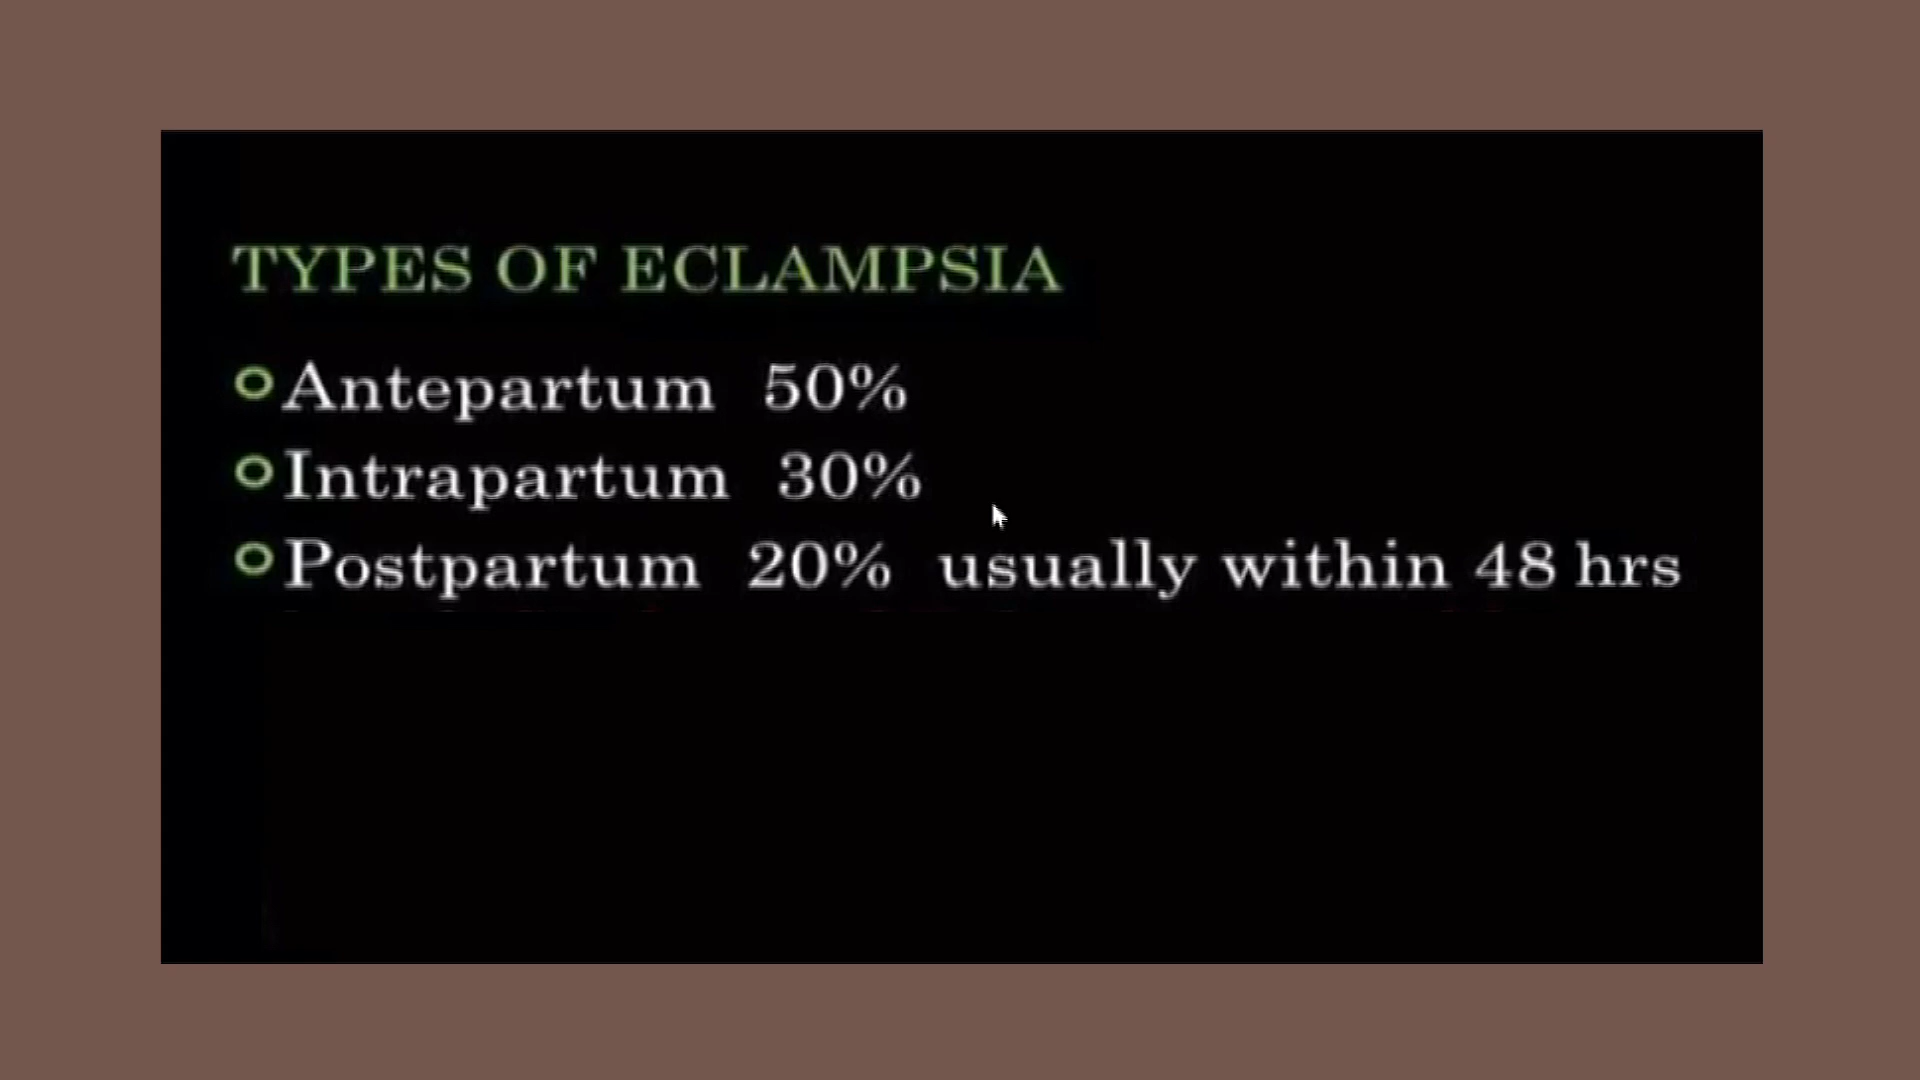 TYPES OF ECLAMPSIA
Antepartum 50%
Intrapartum 30%
Postpartum 20% usually within 48 hrs